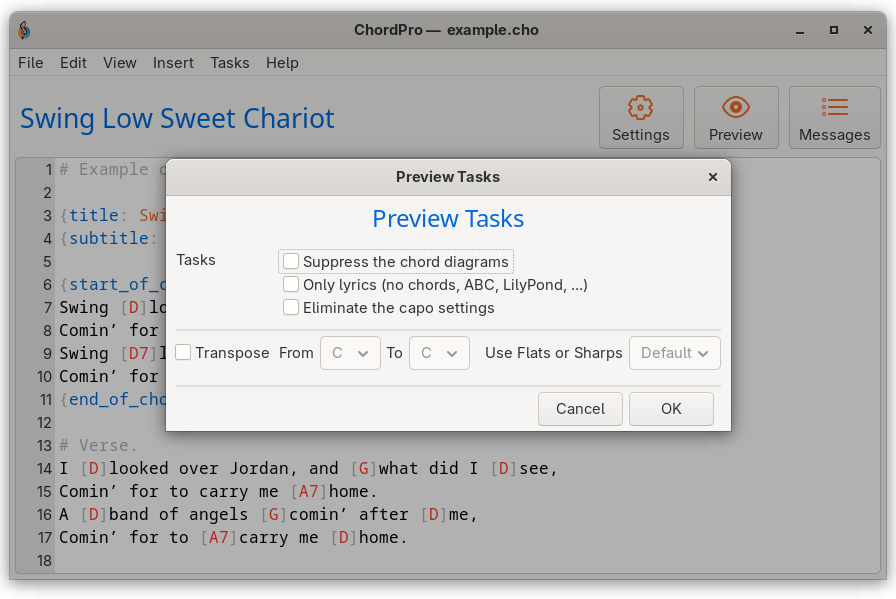 ChordPro — example.cho
File Edit View Insert Tasks Help
Swing Low Sweet Chariot
Settings Preview Messages
1 # Example
2
3 {title:
4 {subtitle:
5
6
7 Swing [D]
8 Comin’ for
9 Swing [D7]
10 Comin’ for
11
12
13 # Verse.
14 I [D]looked over Jordan, and [G]what did I [D]see,
15 Comin’ for to carry me [A7]home.
16 A [D]band of angels [G]comin’ after [D]me,
17 Comin’ for to [A7]carry me [D]home.
18
Preview Tasks
Preview Tasks
Tasks
Suppress the chord diagrams
Only lyrics (no chords, ABC, LilyPond, ...)
Eliminate the capo settings
Transpose From C To C Use Flats or Sharps Default
Cancel OK